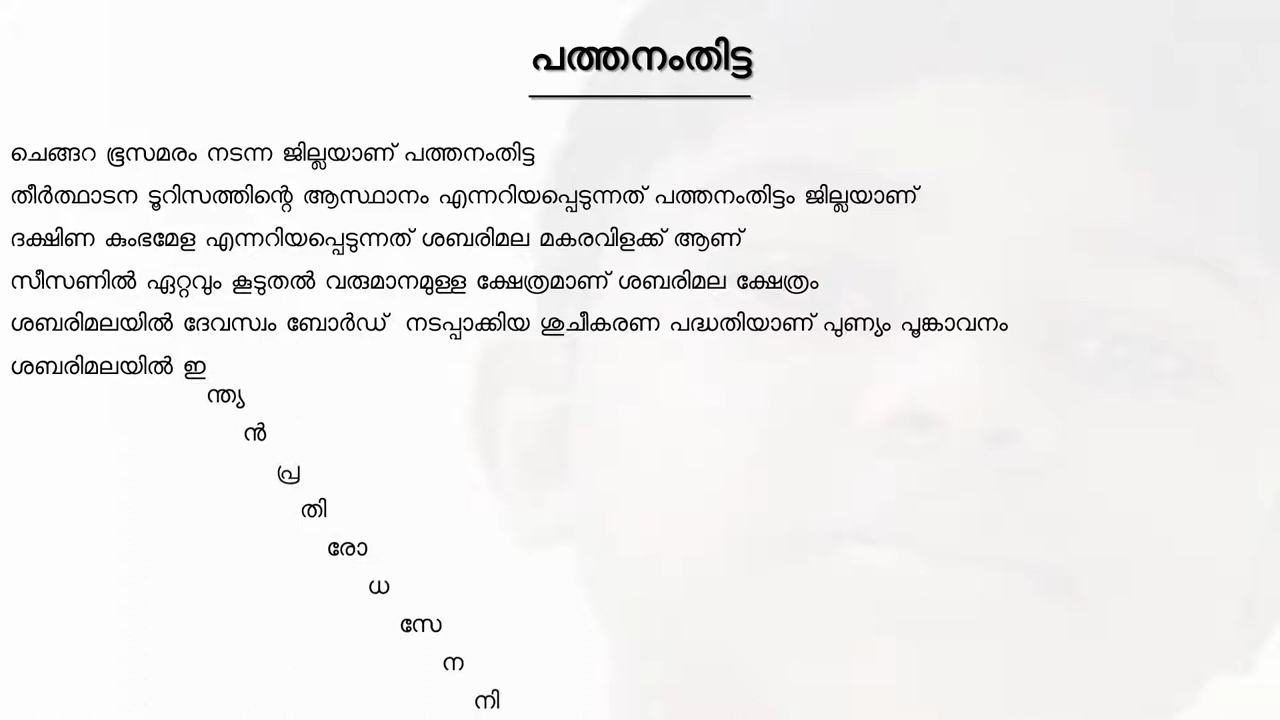 പത്തനംതിട്ട
ചെങ്ങറ ഭൂസമരം നടന്ന ജില്ലയാണ് പത്തനംതിട്ട
തീർത്ഥാടന ടൂറിസത്തിന്റെ ആസ്ഥാനം എന്നറിയപ്പെടുന്നത് പത്തനംതിട്ടം ജില്ലയാണ്
ദക്ഷിണ കുംഭമേള എന്നറിയപ്പെടുന്നത് ശബരിമല മകരവിളക്ക് ആണ്
സീസണിൽ ഏറ്റവും കൂടുതൽ വരുമാനമുള്ള ക്ഷേത്രമാണ് ശബരിമല ക്ഷേത്രം
ശബരിമലയിൽ ദേവസ്വം ബോർഡ് നടപ്പാക്കിയ ശുചീകരണ പദ്ധതിയാണ് പുണ്യം പൂങ്കാവനം
ശബരിമലയിൽ ഇ
ന്ത്യ
ൻ
പ്ര
തി
രോ
ധ
സേ
ന
നി